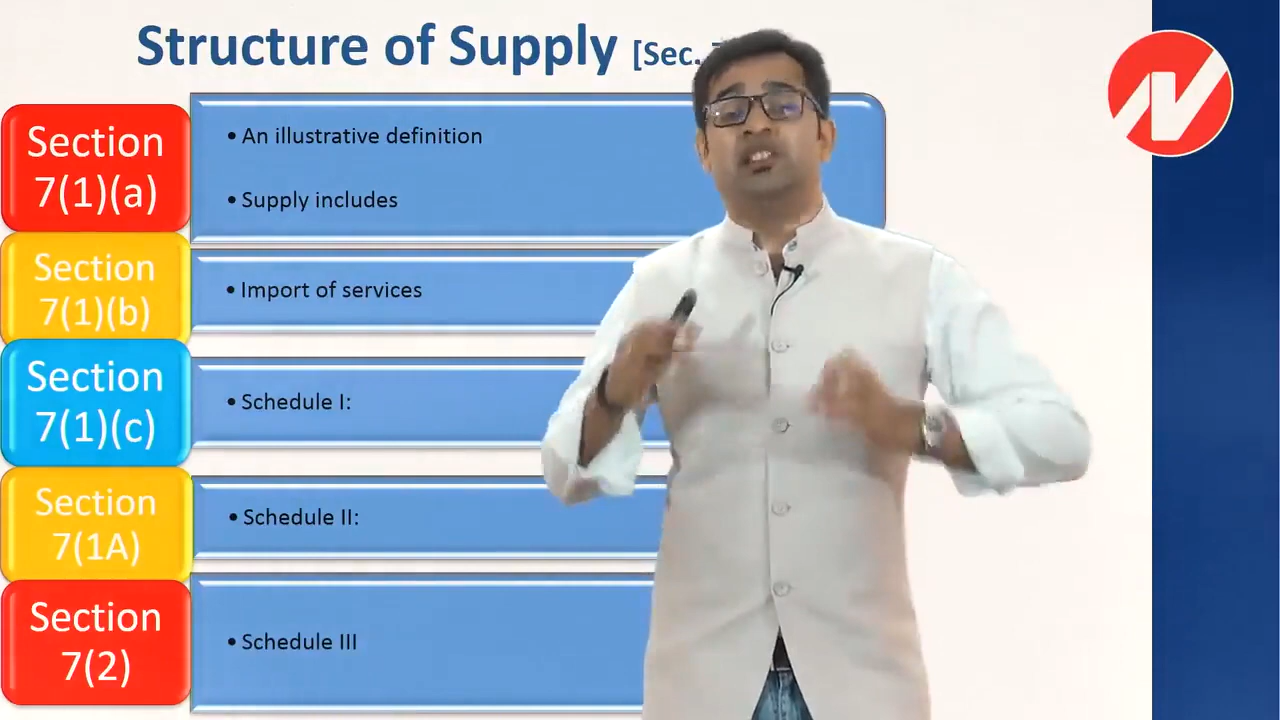 Structure of Supply [Sec.
Section
7(1)(a)
• An illustrative definition
• Supply includes
Section
7(1)(b)
• Import of services
Section
7(1)(c)
• Schedule I:
Section
7(1A)
• Schedule II:
Section
7(2)
• Schedule III